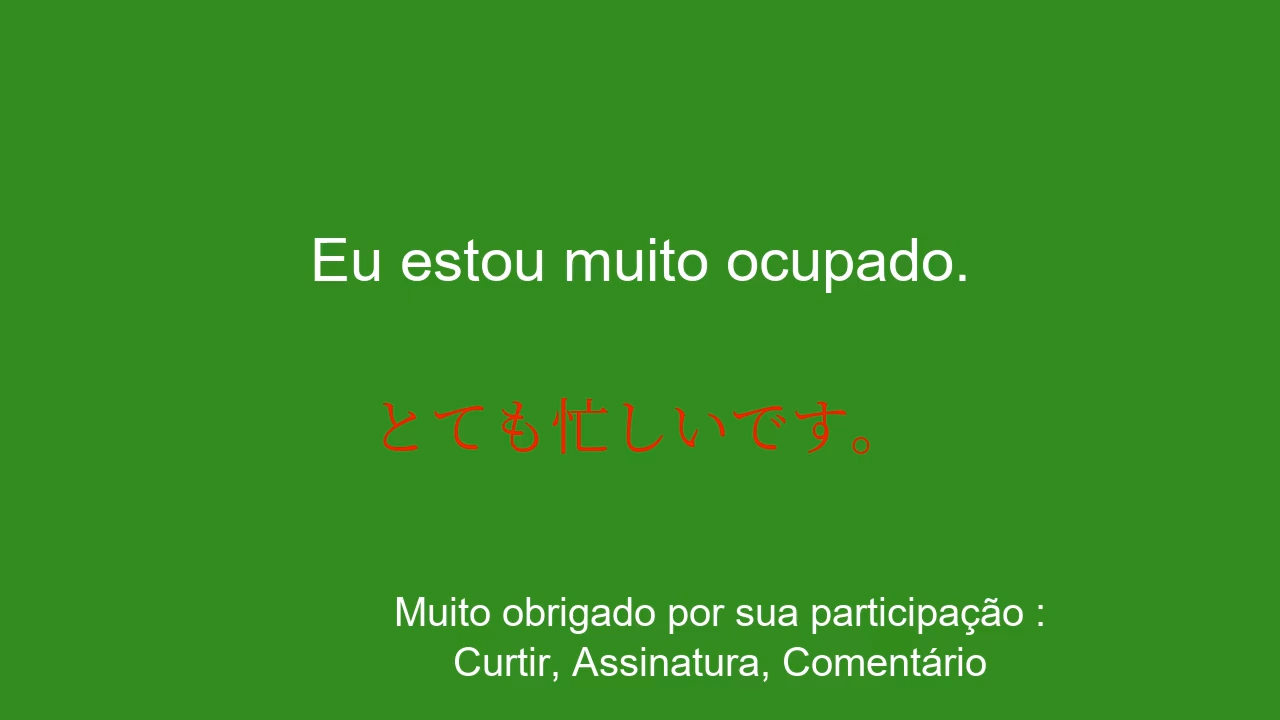 Eu estou muito ocupado.
とても忙しいです。
Muito obrigado por sua participação :
Curtir, Assinatura, Comentário